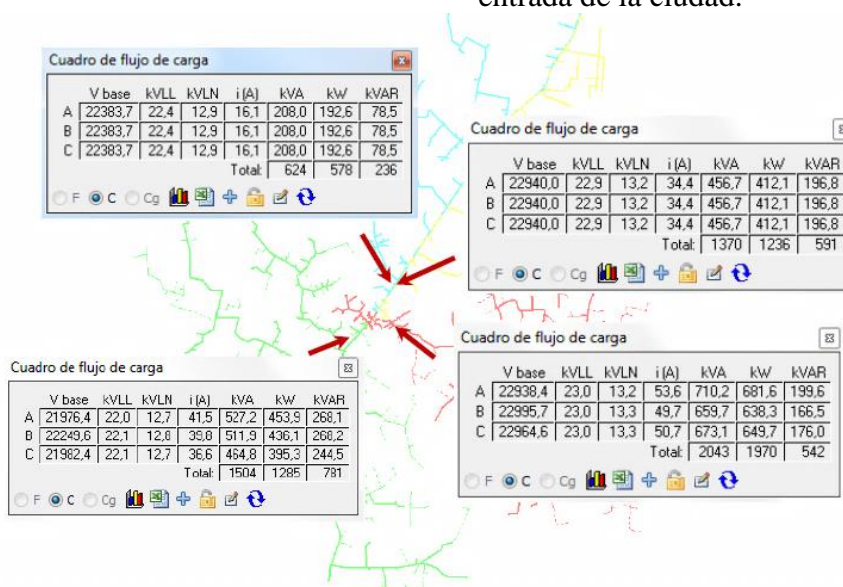 entrada de la ciudad.
Cuadro de flujo de carga
V base kVLL kVLN i (A) kVA kW kVAR
A 22383,7 22,4 12,9 16,1 208,0 192,6 78,5
B 22383,7 22,4 12,9 16,1 208,0 192,6 78,5
C 22383,7 22,4 12,9 16,1 208,0 192,6 78,5
Total: 624 578 236
F C Cg
Cuadro de flujo de carga
V base kVLL kVLN i (A) kVA kW kVAR
A 22940,0 22,9 13,2 34,4 456,7 412,1 196,8
B 22940,0 22,9 13,2 34,4 456,7 412,1 196,8
C 22940,0 22,9 13,2 34,4 456,7 412,1 196,8
Total: 1370 1236 591
F C Cg
Cuadro de flujo de carga
V base kVLL kVLN i (A) kVA kW kVAR
A 21976,4 22,0 12,7 41,5 527,2 453,9 268,1
B 22249,6 22,1 12,8 39,8 511,9 436,1 268,2
C 21982,4 22,1 12,7 36,6 464,8 395,3 244,5
Total: 1504 1285 781
F C Cg
Cuadro de flujo de carga
V base kVLL kVLN i (A) kVA kW kVAR
A 22938,4 23,0 13,2 53,6 710,2 681,6 199,6
B 22995,7 23,0 13,3 49,7 659,7 638,3 166,5
C 22964,6 23,0 13,3 50,7 673,1 649,7 176,0
Total: 2043 1970 542
F C Cg